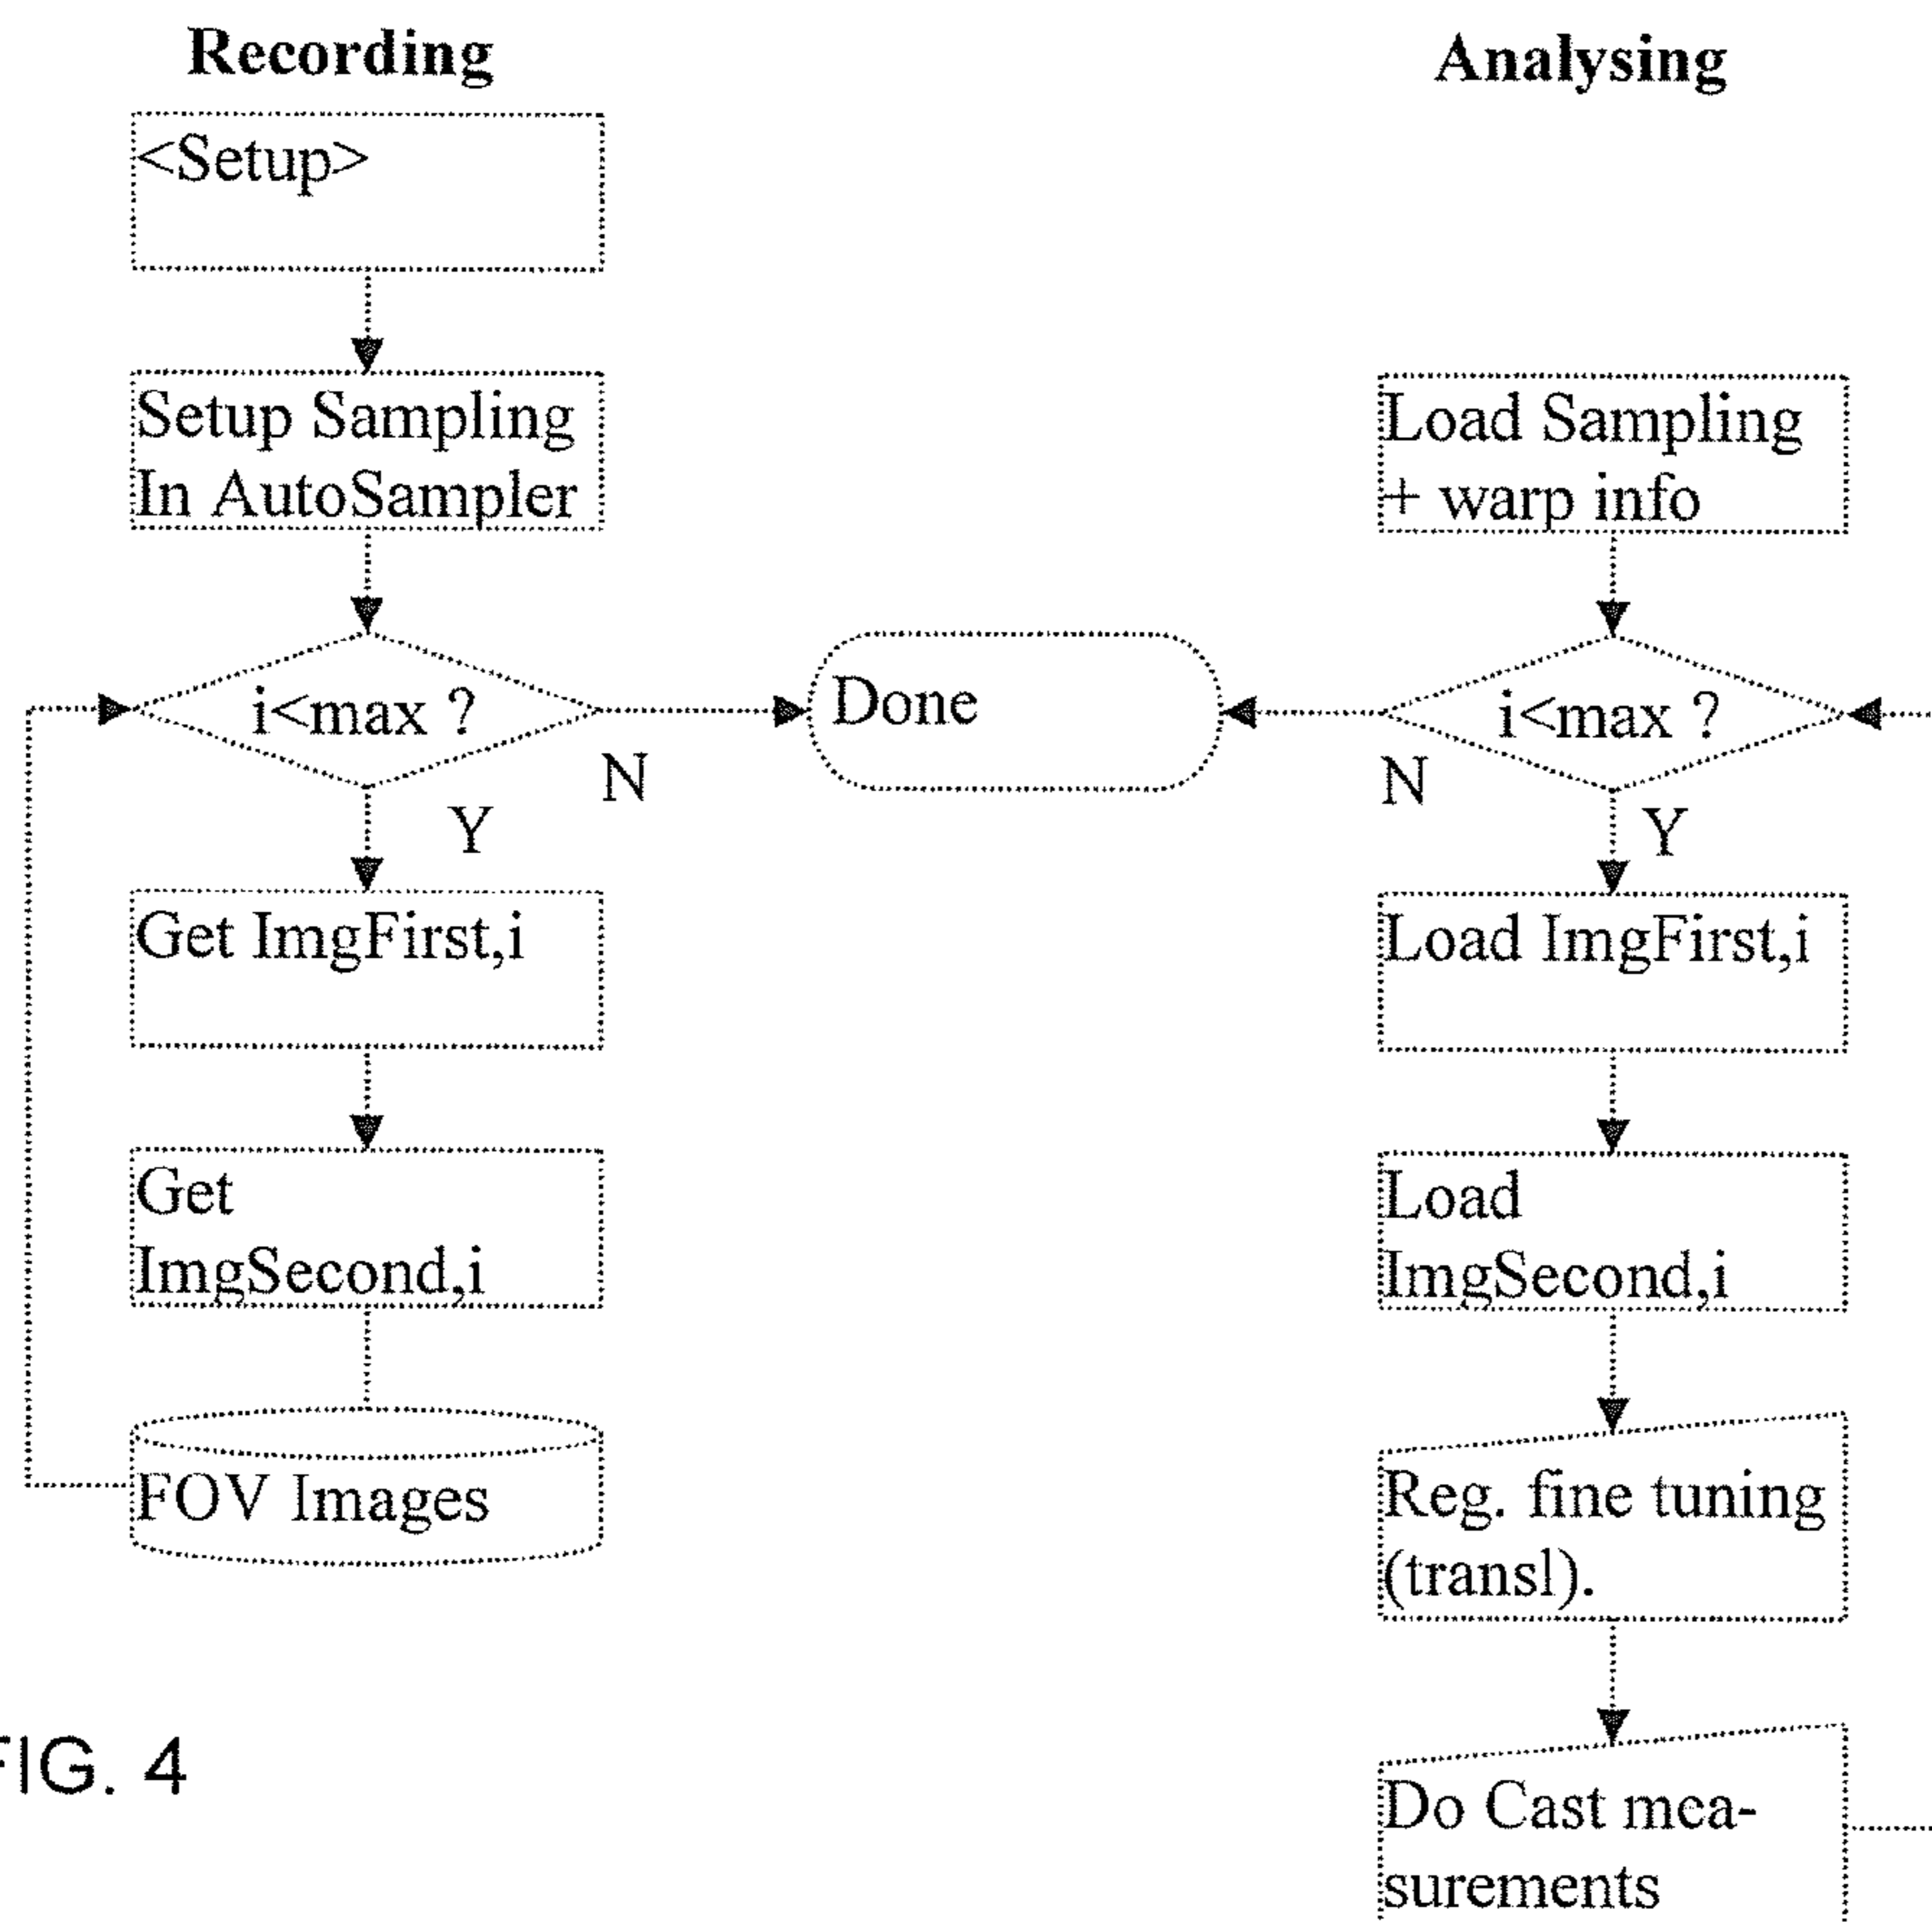 Recording
<Setup>
Setup Sampling
In AutoSampler
i<max ?
N
Y
Get ImgFirst,i
Get
ImgSecond,i
FOV Images
Done
Analysing
Load Sampling
+ warp info
i<max ?
N
Y
Load ImgFirst,i
Load
ImgSecond,i
Reg. fine tuning
(transl).
Do Cast mea-
surements
FIG. 4